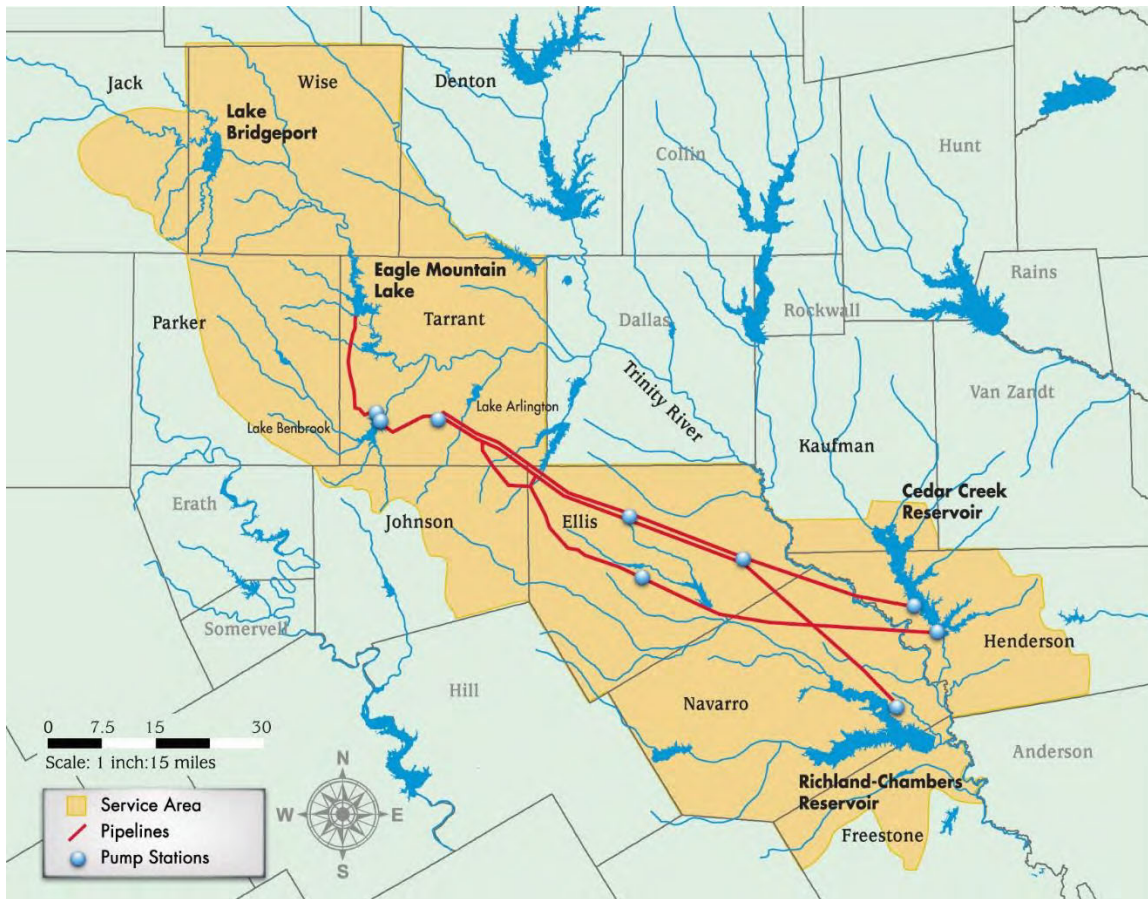 Jack
Wise
Denton
Lake
Bridgeport
Collin
Hunt
Eagle Mountain
Lake
Rains
Parker
Tarrant
Dallas
Rockwall
Trinity River
Van Zandt
Lake Arlington
Lake Benbrook
Kaufman
Erath
Cedar Creek
Reservoir
Johnson
Ellis
Somervell
Henderson
Hill
Navarro
Anderson
0 7.5 15 30
Scale: 1 inch:15 miles
N
W E
S
Richland-Chambers
Reservoir
Freestone
Service Area
Pipelines
Pump Stations